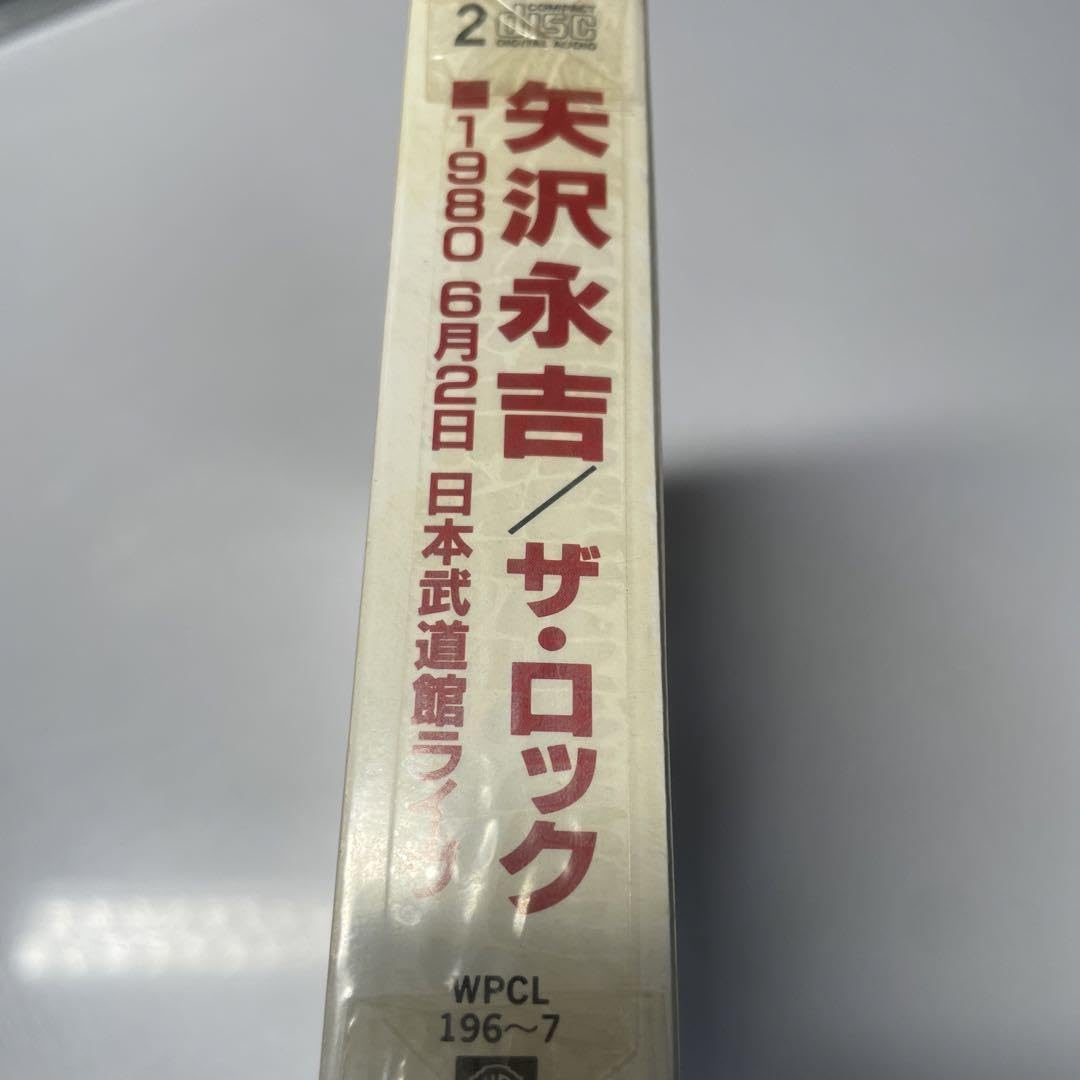 2
COMPACT
disc
DIGITAL AUDIO
矢沢永吉/ザ・ロック
■1980 6月2日 日本武道館ライヴ
WPCL
196〜7